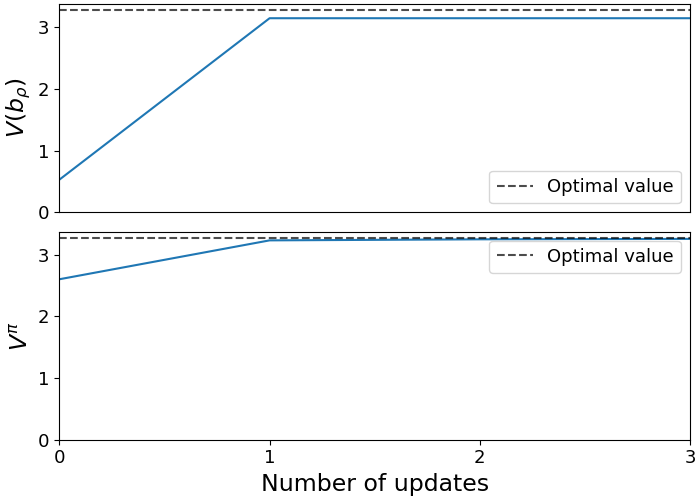 3
2
1
0
V(b_ρ)
Optimal value
3
2
1
0
V^π
Optimal value
0 1 2 3
Number of updates